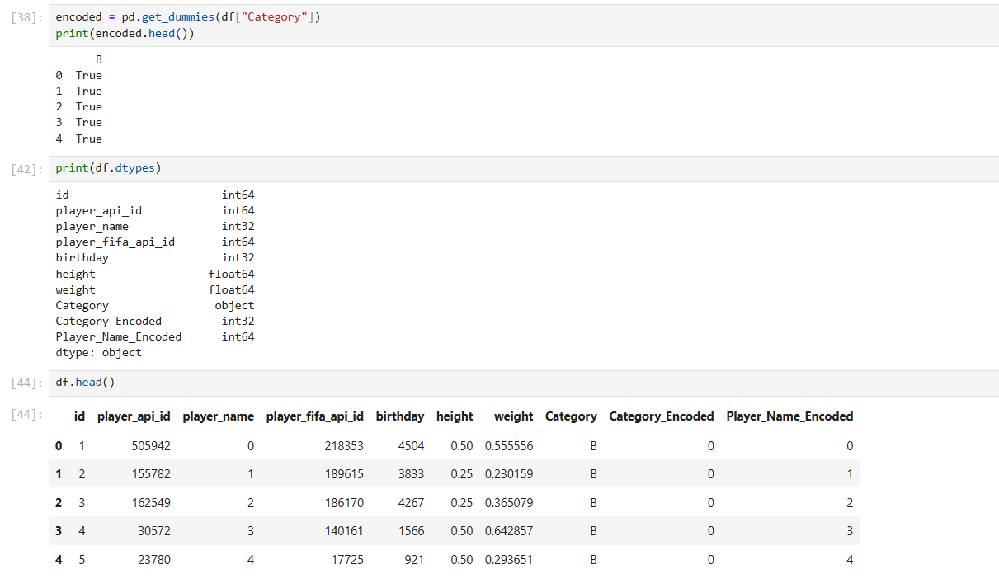 [38]: encoded = pd.get_dummies(df["Category"])
print(encoded.head())
B
0 True
1 True
2 True
3 True
4 True
[42]: print(df.dtypes)
id int64
player_api_id int64
player_name int32
player_fifa_api_id int64
birthday int32
height float64
weight float64
Category object
Category_Encoded int32
Player_Name_Encoded int64
dtype: object
[44]: df.head()
[44]: id player_api_id player_name player_fifa_api_id birthday height weight Category Category_Encoded Player_Name_Encoded
0 1 505942 0 218353 4504 0.50 0.555556 B 0 0
1 2 155782 1 189615 3833 0.25 0.230159 B 0 1
2 3 162549 2 186170 4267 0.25 0.365079 B 0 2
3 4 30572 3 140161 1566 0.50 0.642857 B 0 3
4 5 23780 4 17725 921 0.50 0.293651 B 0 4